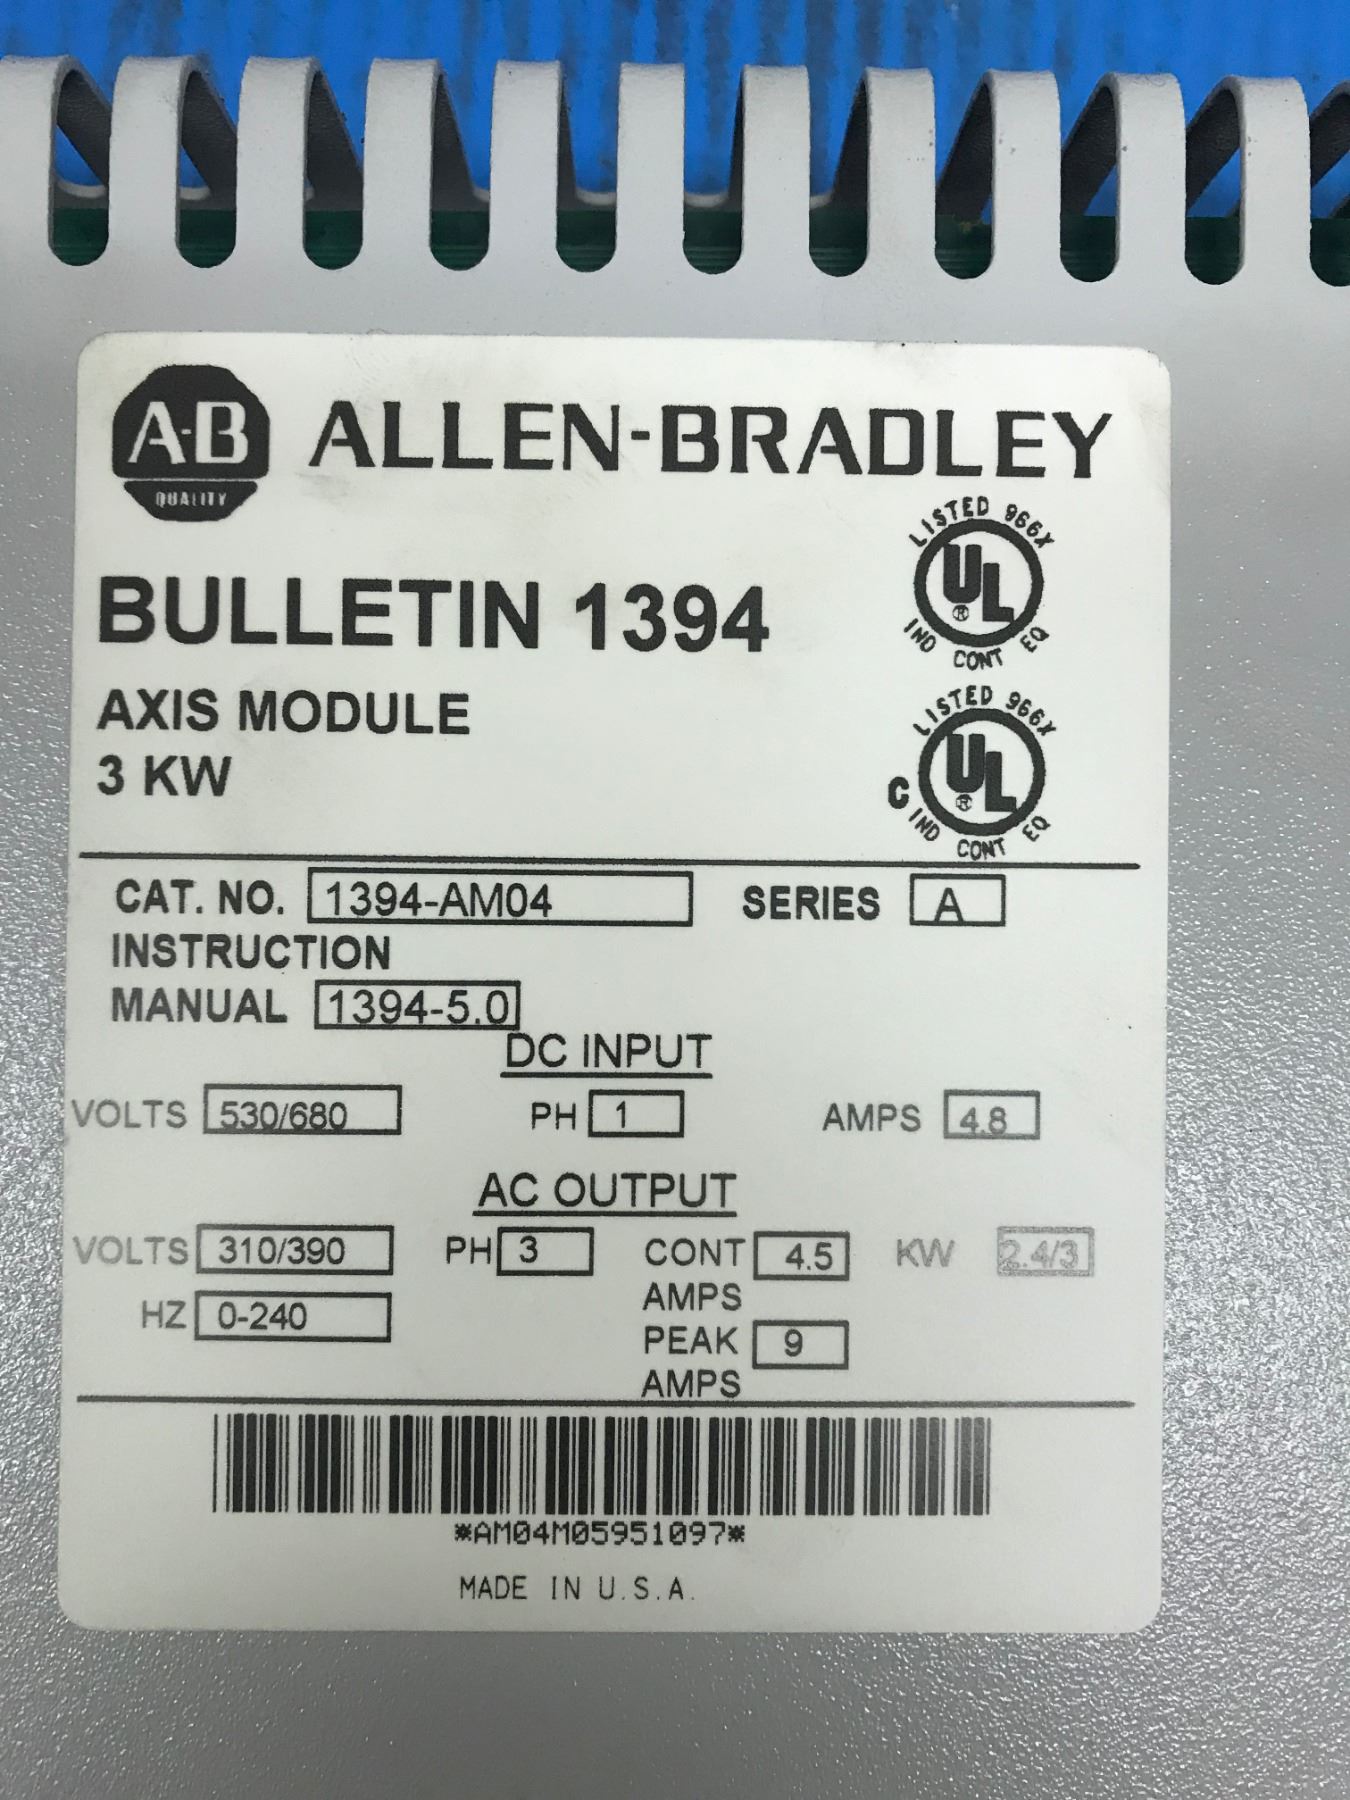 A-B
QUALITY
ALLEN-BRADLEY
LISTED 966X
UL
®
IND CONT EQ
BULLETIN 1394
AXIS MODULE
3 KW
LISTED 966X
C UL
®
IND CONT EQ
CAT. NO. 1394-AM04 SERIES A
INSTRUCTION
MANUAL 1394-5.0
DC INPUT
VOLTS 530/680 PH 1 AMPS 4.8
AC OUTPUT
VOLTS 310/390 PH 3 CONT 4.5 KW 2.4/3
AMPS
HZ 0-240
PEAK 9
AMPS
*AM04M05951097*
MADE IN U.S.A.